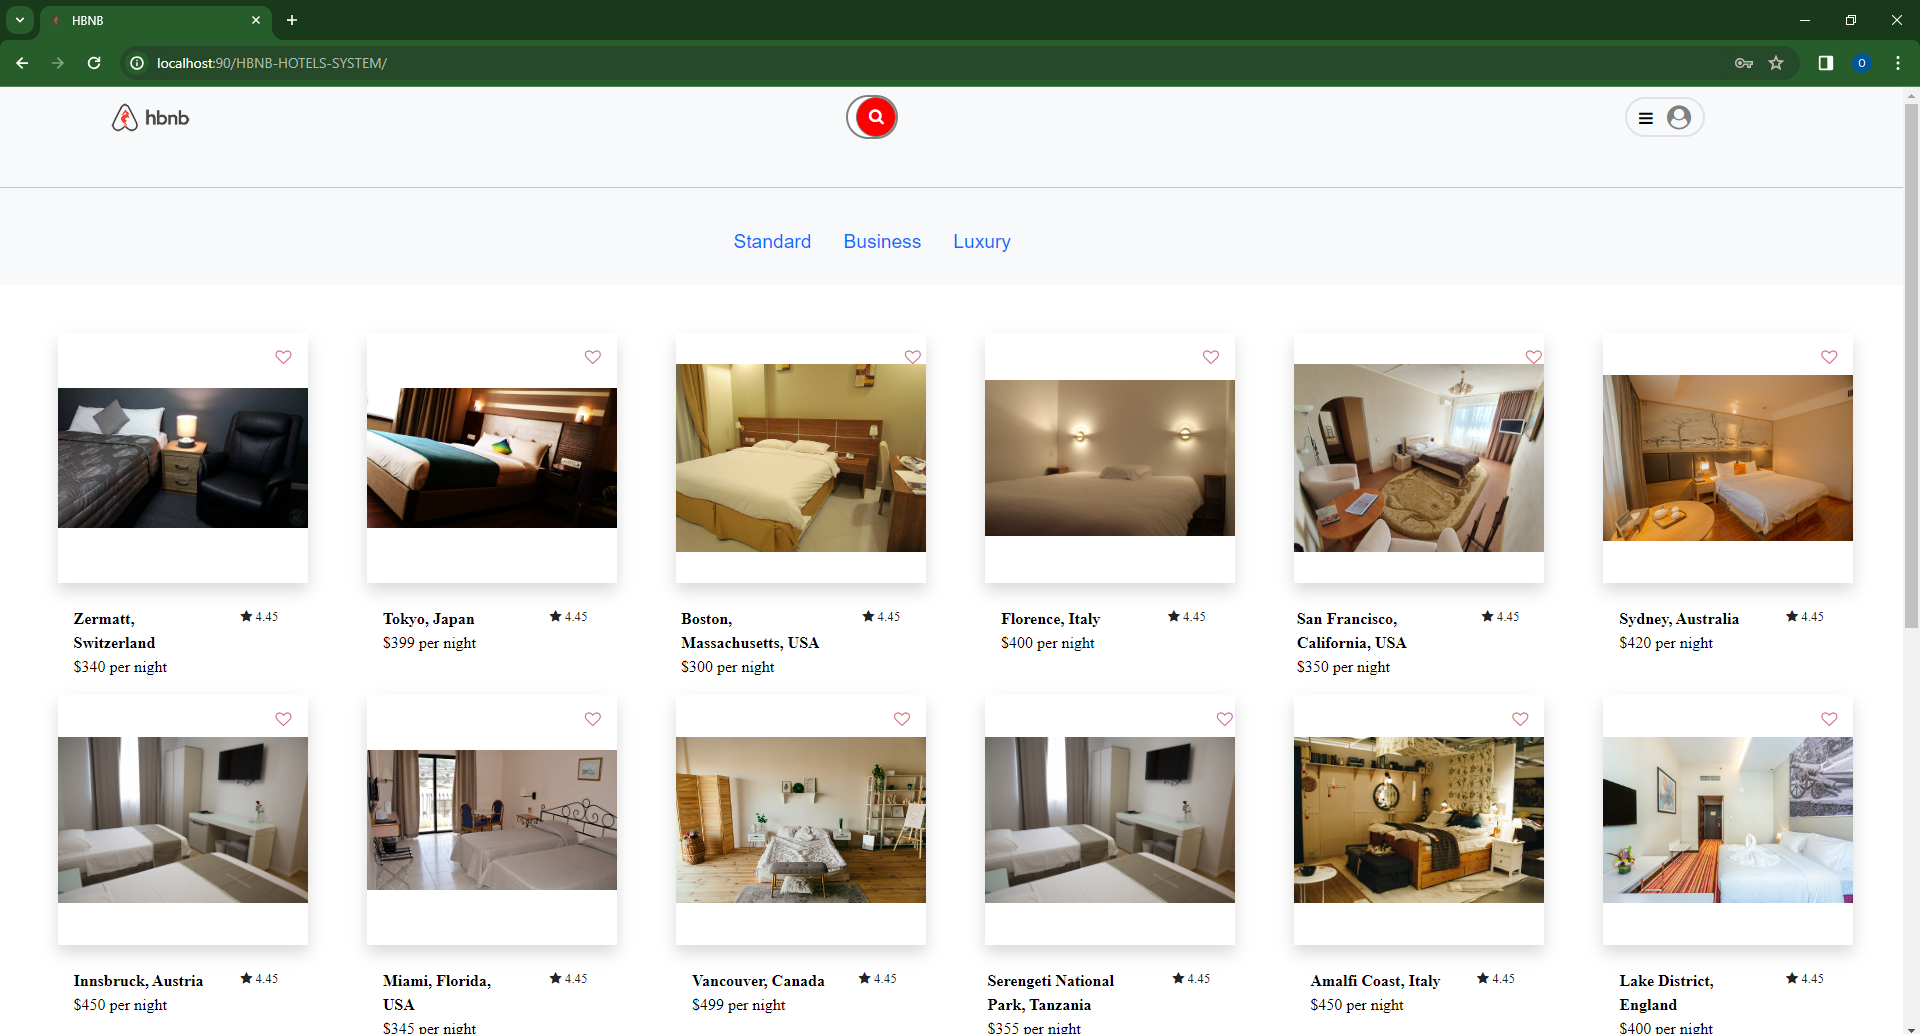 HBNB
localhost:90/HBNB-HOTELS-SYSTEM/
O
hbnb
Standard Business Luxury
Zermatt, Switzerland
4.45
$340 per night
Tokyo, Japan
4.45
$399 per night
Boston,
Massachusetts, USA
4.45
$300 per night
Florence, Italy
4.45
$400 per night
San Francisco,
California, USA
4.45
$350 per night
Sydney, Australia
4.45
$420 per night
Innsbruck, Austria
4.45
$450 per night
Miami, Florida,
USA
4.45
$345 per night
Vancouver, Canada
4.45
$499 per night
Serengeti National
Park, Tanzania
4.45
$355 per night
Amalfi Coast, Italy
4.45
$450 per night
Lake District,
England
4.45
$400 per night